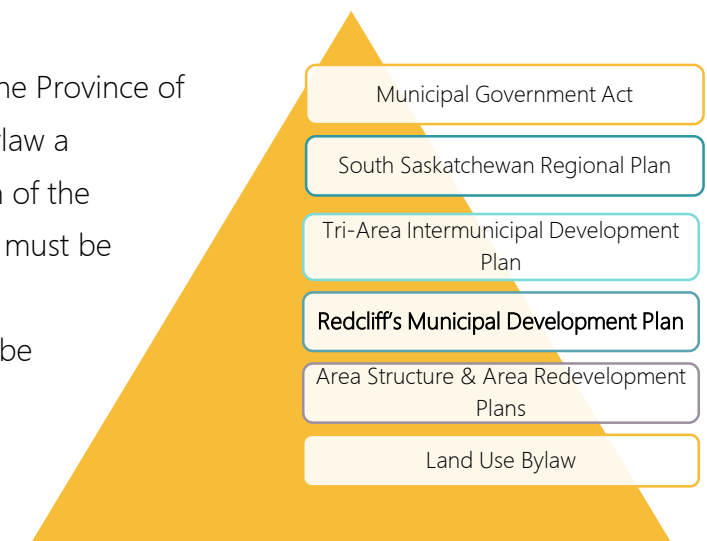 ne Province of
law a
of the
must be
be
Municipal Government Act
South Saskatchewan Regional Plan
Tri-Area Intermunicipal Development
Plan
Redcliff's Municipal Development Plan
Area Structure & Area Redevelopment
Plans
Land Use Bylaw